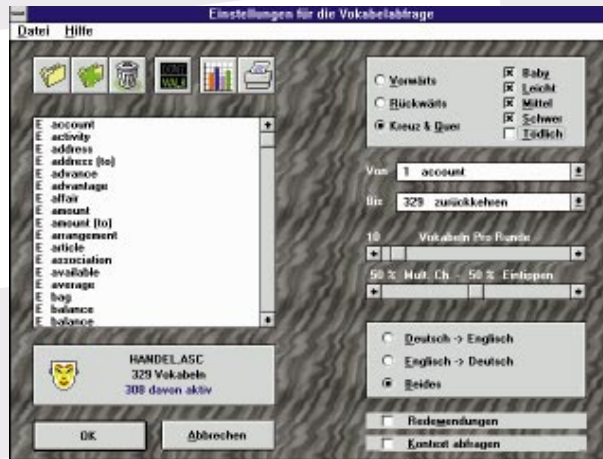 Einstellungen für die Vokabelabfrage
Datei Hilfe
DON'T
WALK
E account
E activity
E address
E address (to)
E advance
E advantage
E affair
E amount
E amount (to)
E arrangement
E article
E association
E available
E average
E bag
E balance
E balance
HANDEL.ASC
329 Vokabeln
308 davon aktiv
OK Abbrechen
Vorwärts
Rückwärts
Kreuz & Quer
Baby
Leicht
Mittel
Schwer
Tödlich
Von 1 account
Bis 329 zurückkehren
10 Vokabeln Pro Runde
50 % Mult. Ch. - 50 % Eintippen
Deutsch -> Englisch
Englisch -> Deutsch
Beides
Redewendungen
Kontext abfragen